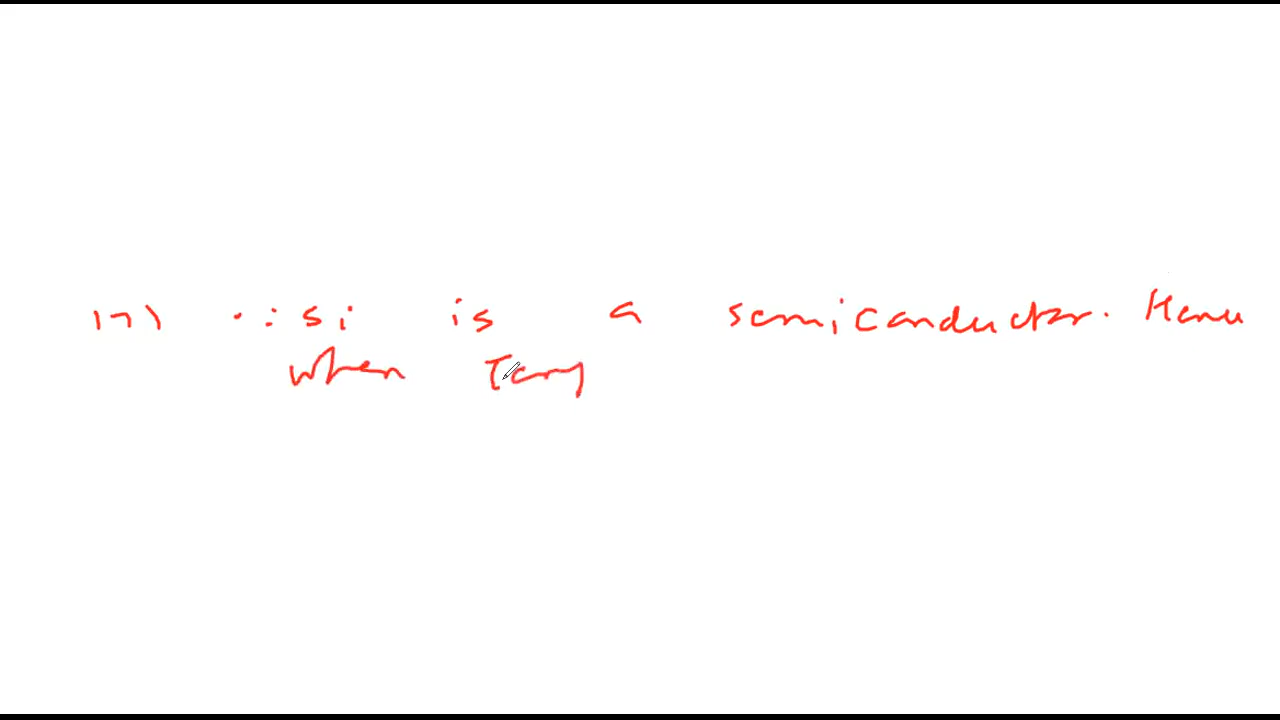 17) ∵ Si is a semiconductor. Hence
when Temp